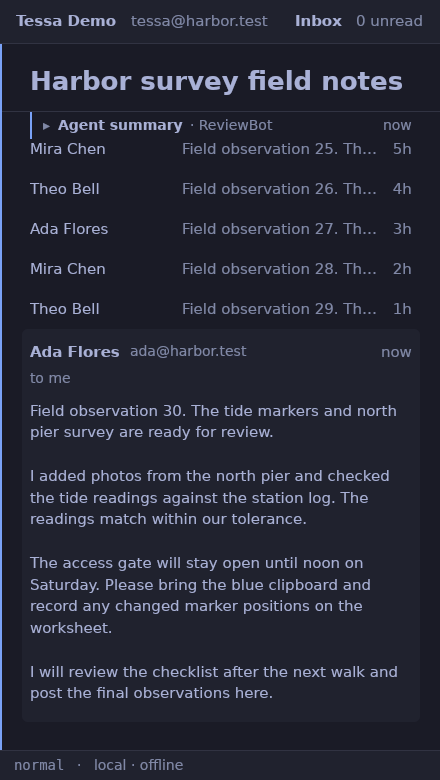 Tessa Demo tessa@harbor.test Inbox 0 unread
Harbor survey field notes
▸ Agent summary · ReviewBot now
Mira Chen Field observation 25. Th... 5h
Theo Bell Field observation 26. Th... 4h
Ada Flores Field observation 27. Th... 3h
Mira Chen Field observation 28. Th... 2h
Theo Bell Field observation 29. Th... 1h
Ada Flores ada@harbor.test now
to me
Field observation 30. The tide markers and north
pier survey are ready for review.
I added photos from the north pier and checked
the tide readings against the station log. The
readings match within our tolerance.
The access gate will stay open until noon on
Saturday. Please bring the blue clipboard and
record any changed marker positions on the
worksheet.
I will review the checklist after the next walk and
post the final observations here.
normal · local · offline